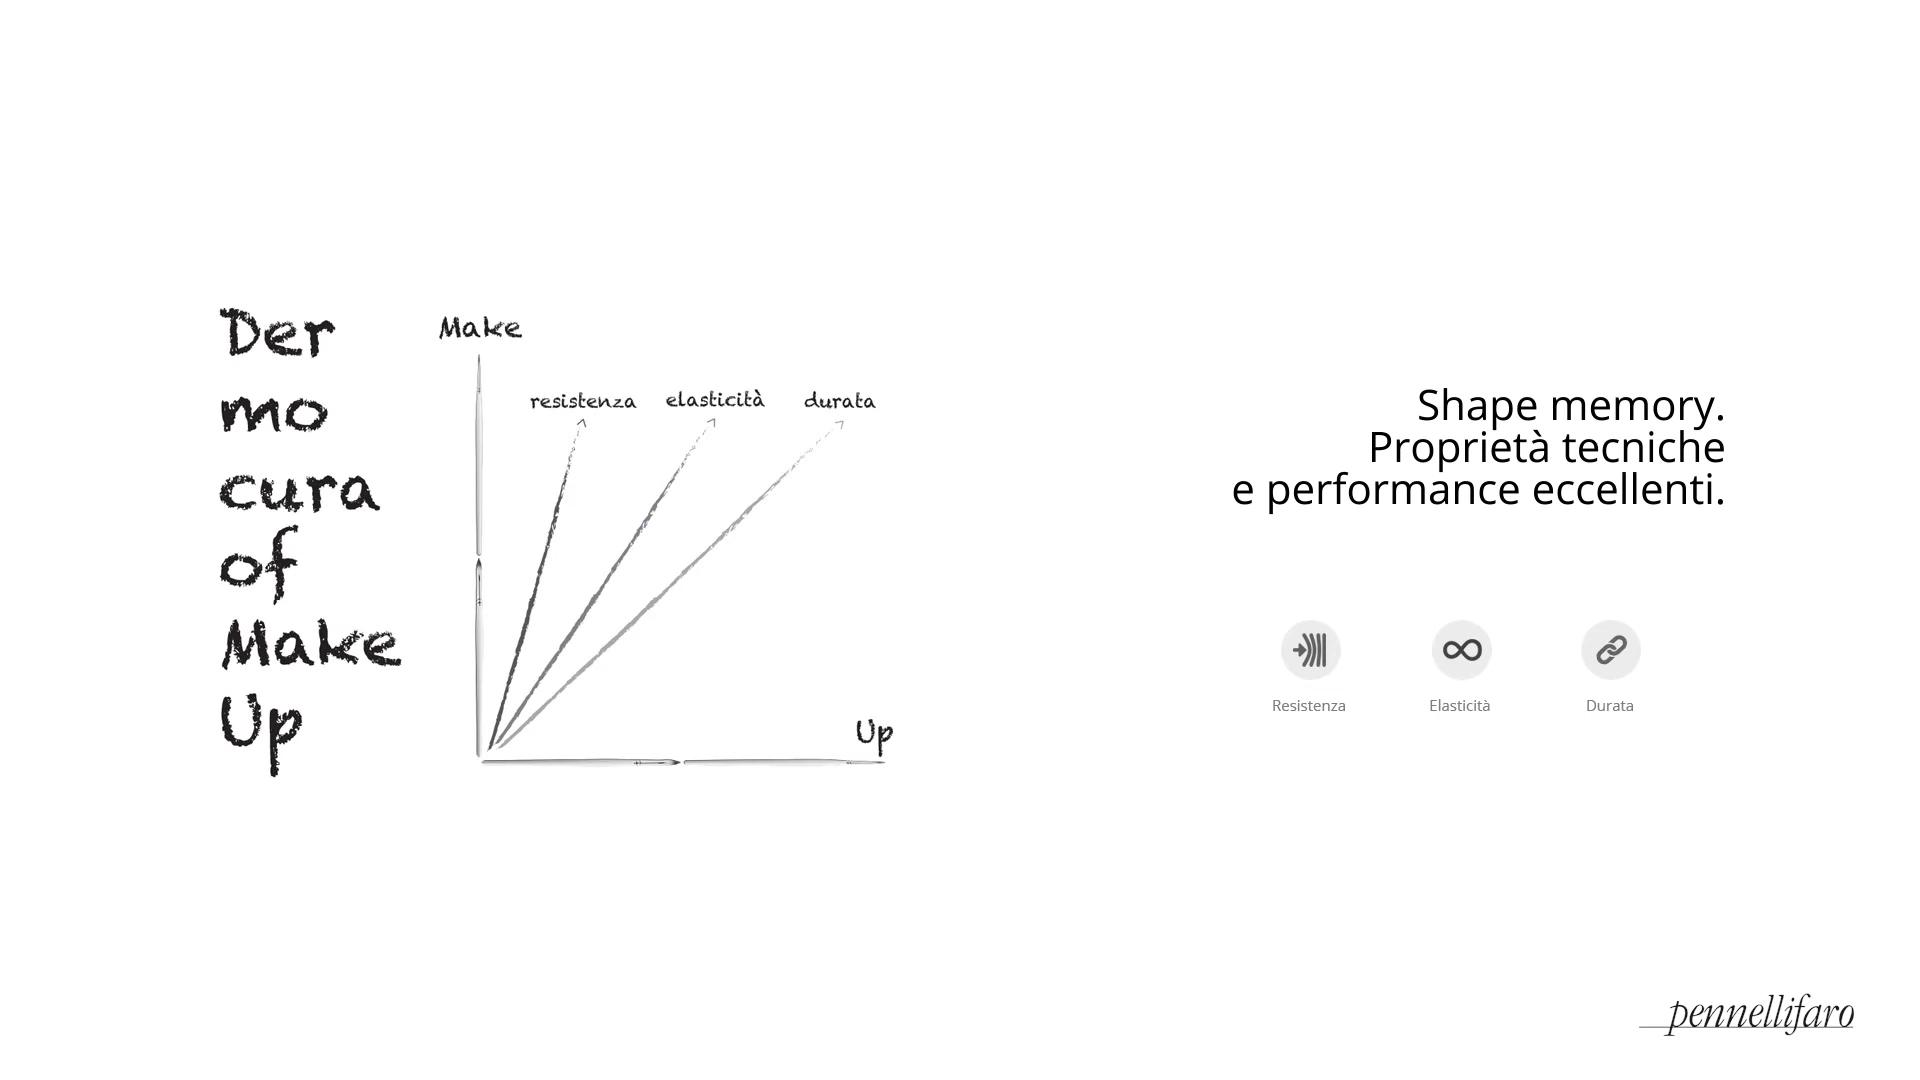 Der
mo
cura
of
Make
Up
Make
resistenza
elasticità
durata
Up
Shape memory.
Proprietà tecniche
e performance eccellenti.
Resistenza
Elasticità
Durata
pennellifaro